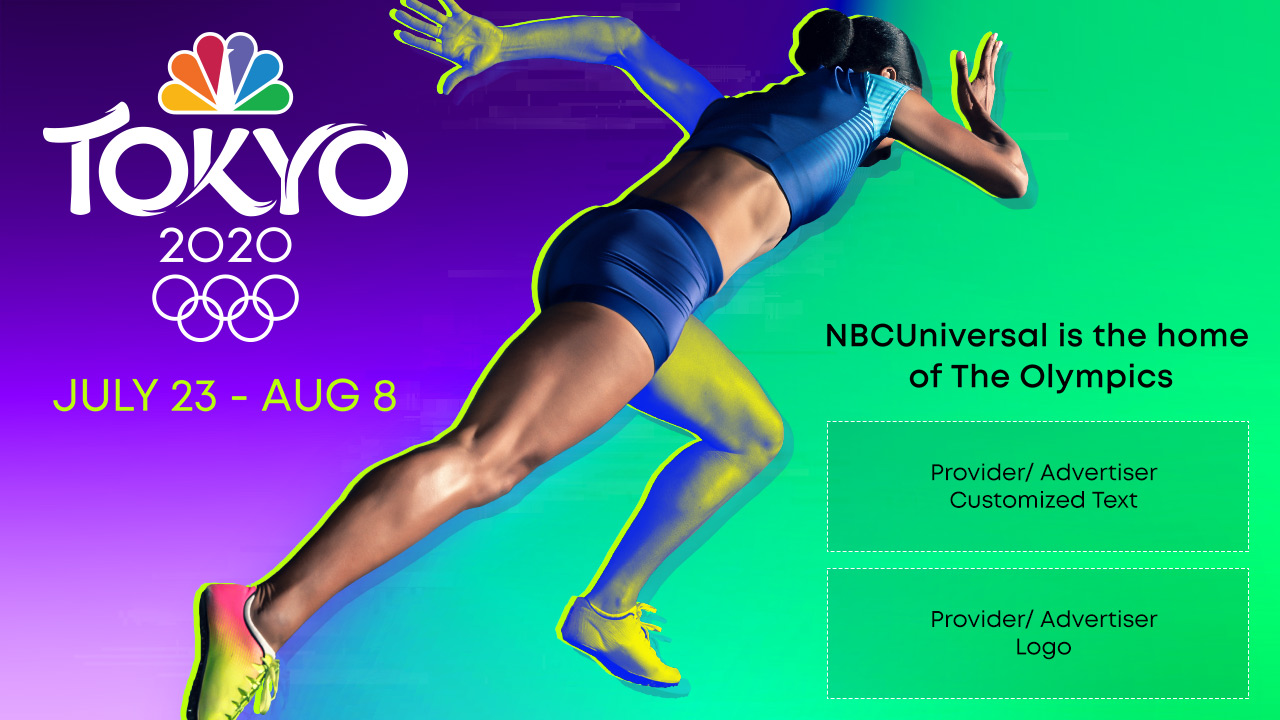 TOKYO
2020
JULY 23 - AUG 8
NBCUniversal is the home
of The Olympics
Provider/ Advertiser
Customized Text
Provider/ Advertiser
Logo